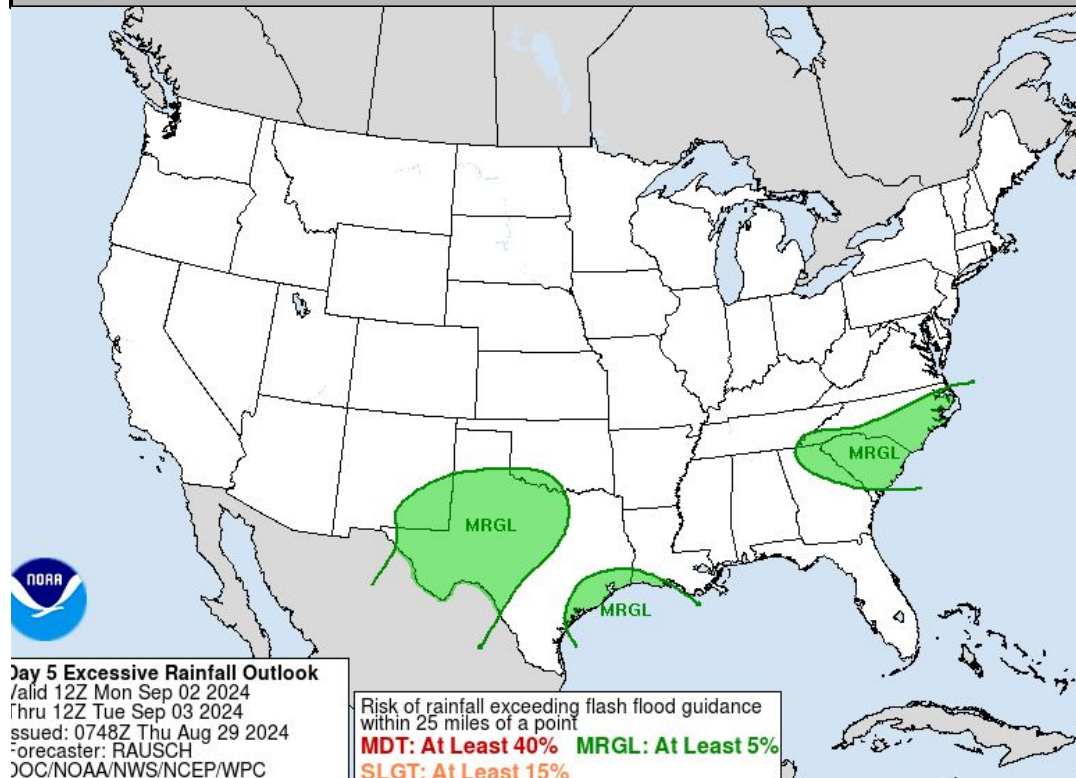 MRGL
MRGL
MRGL
NOAA
Day 5 Excessive Rainfall Outlook
Valid 12Z Mon Sep 02 2024
Thru 12Z Tue Sep 03 2024
Issued: 0748Z Thu Aug 29 2024
Forecaster: RAUSCH
DOC/NOAA/NWS/NCEP/WPC
Risk of rainfall exceeding flash flood guidance
within 25 miles of a point
MDT: At Least 40% MRGL: At Least 5%
SLGT: At Least 15%